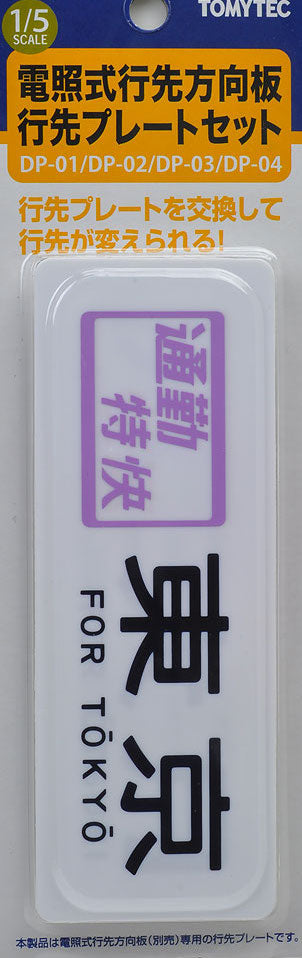 TOMYTEC
1/5
SCALE
電照式行先方向板
行先プレートセット
DP-01/DP-02/DP-03/DP-04
行先プレートを交換して
行先が変えられる!
通勤
特快
東京
FOR TŌKYŌ
本製品は電照式行先方向板(別売)専用の行先プレートです。